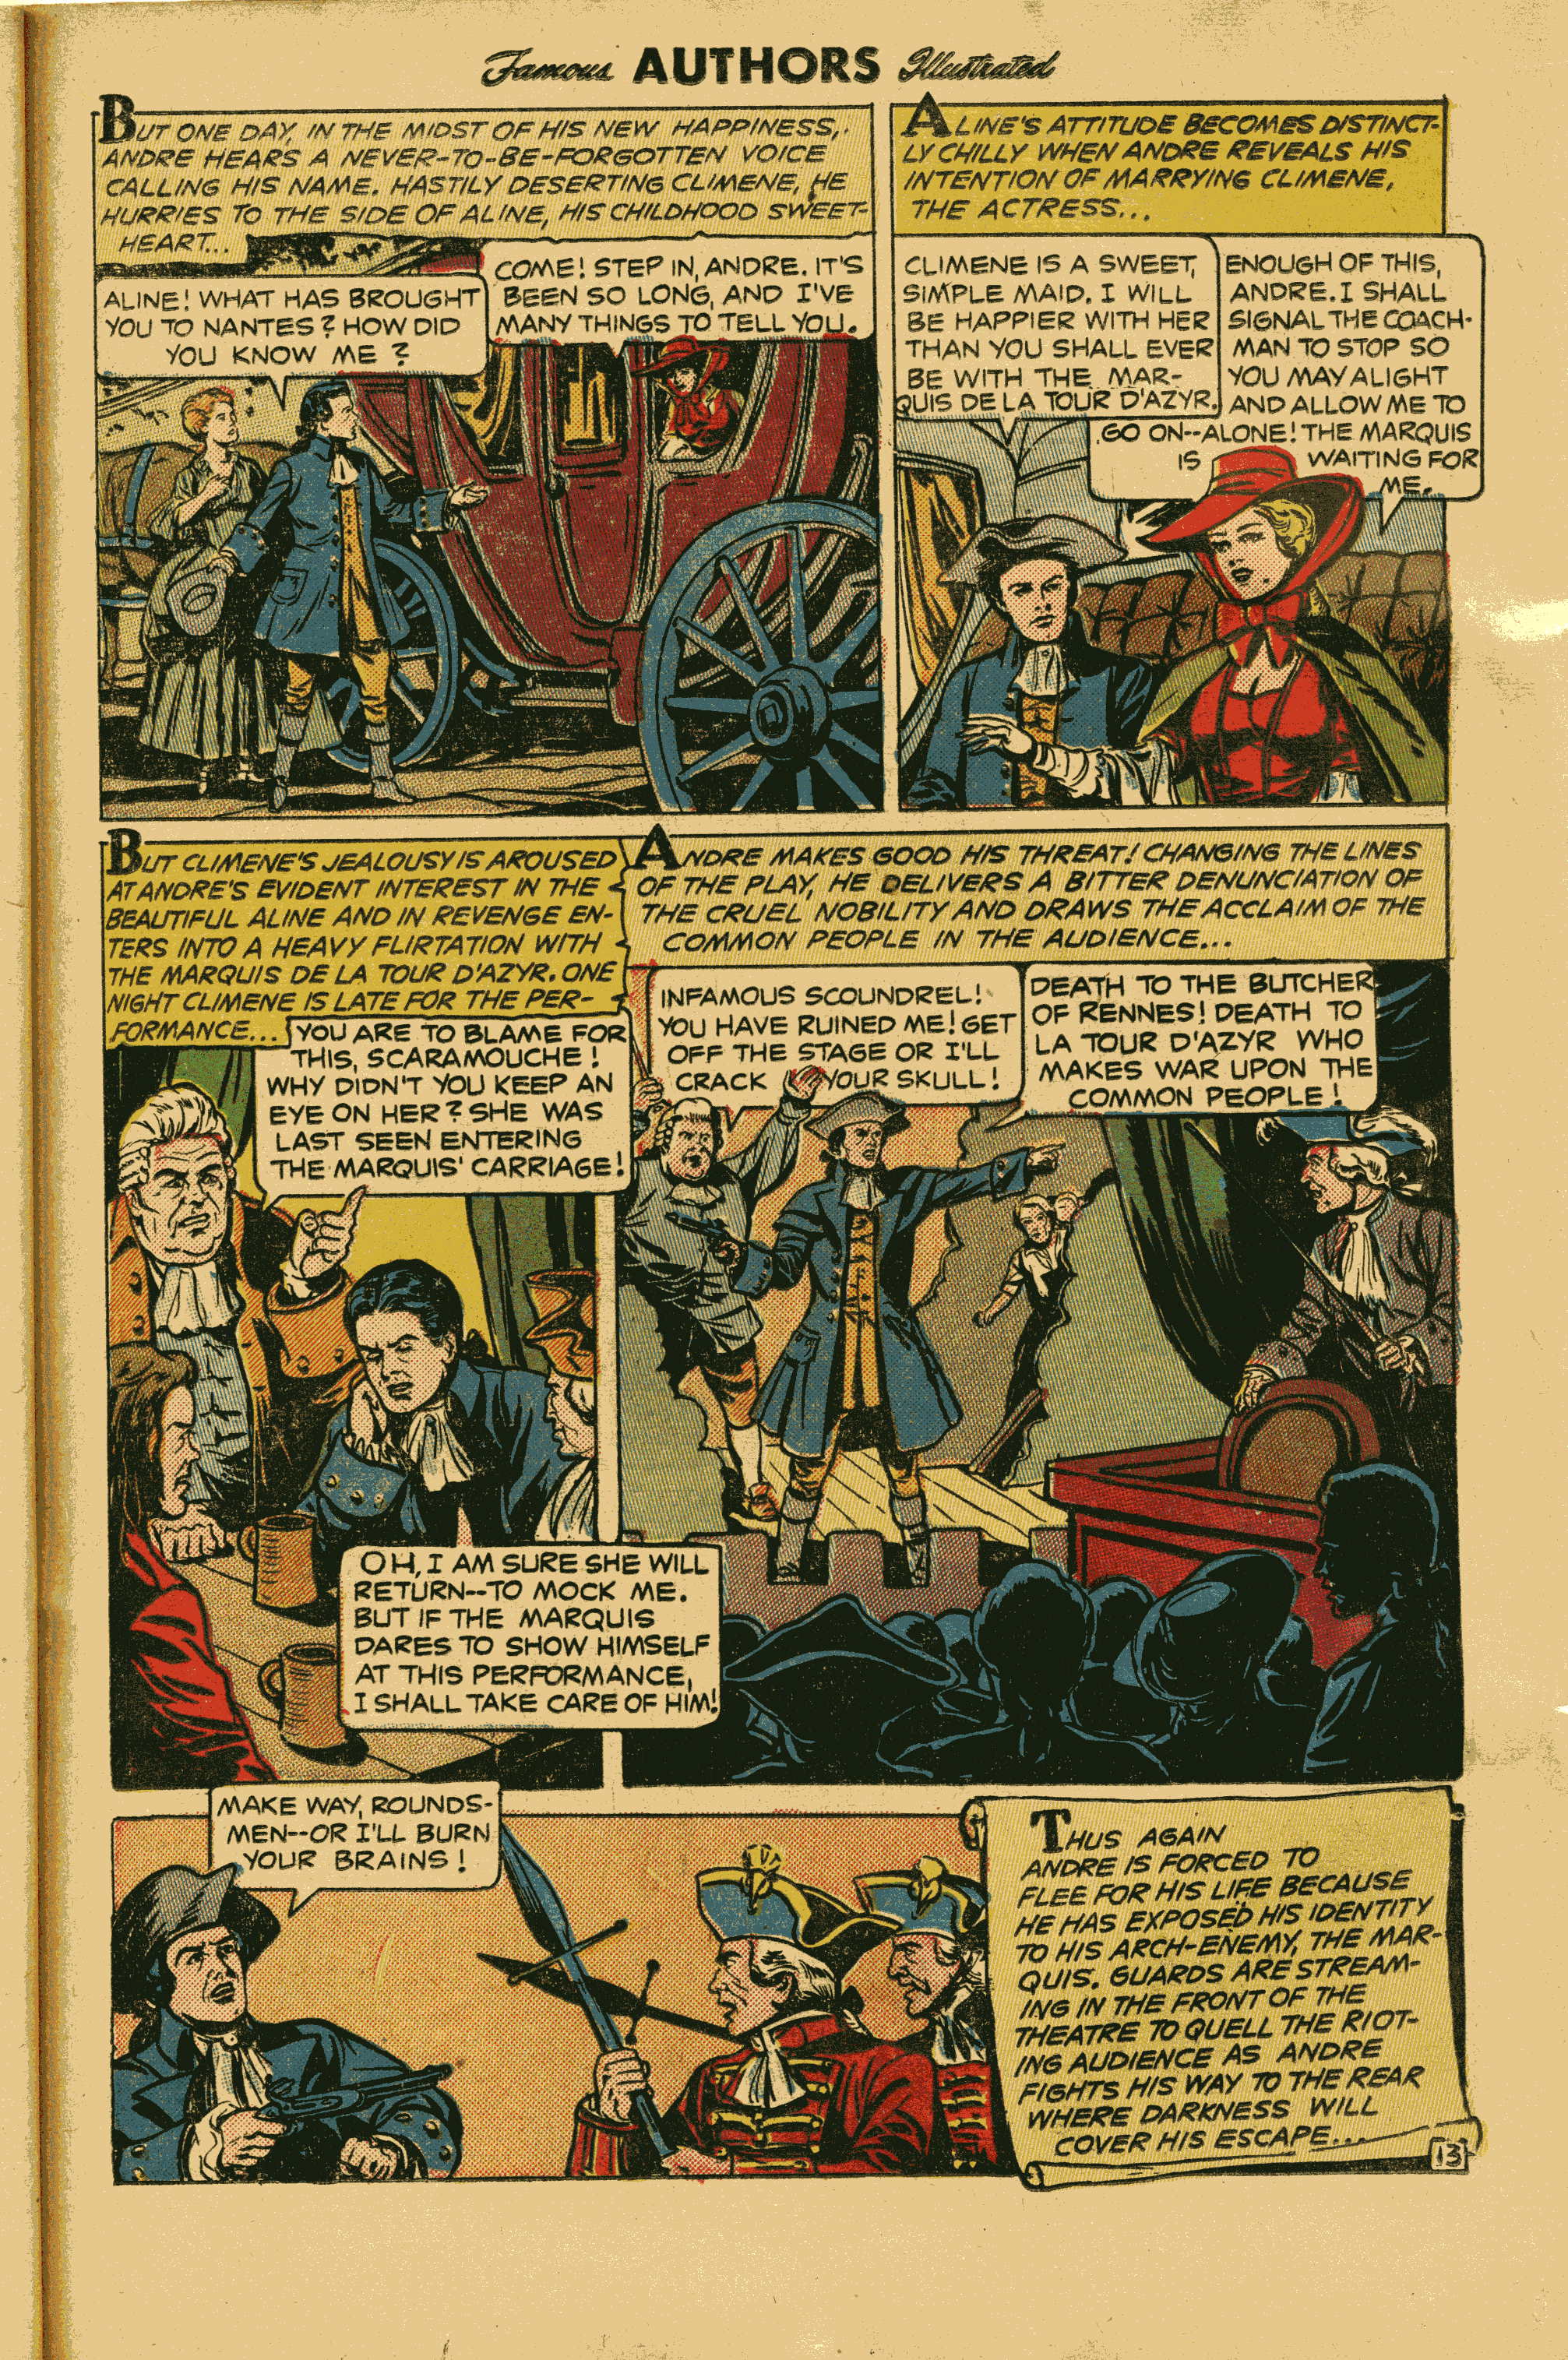 Famous AUTHORS Illustrated
BUT ONE DAY, IN THE MIDST OF HIS NEW HAPPINESS,
ANDRE HEARS A NEVER-TO-BE-FORGOTTEN VOICE
CALLING HIS NAME. HASTILY DESERTING CLIMENE, HE
HURRIES TO THE SIDE OF ALINE, HIS CHILDHOOD SWEET-
HEART...
ALINE! WHAT HAS BROUGHT
YOU TO NANTES? HOW DID
YOU KNOW ME?
COME! STEP IN, ANDRE. IT'S
BEEN SO LONG, AND I'VE
MANY THINGS TO TELL YOU.
ALINE'S ATTITUDE BECOMES DISTINCT-
LY CHILLY WHEN ANDRE REVEALS HIS
INTENTION OF MARRYING CLIMENE,
THE ACTRESS...
CLIMENE IS A SWEET,
SIMPLE MAID. I WILL
BE HAPPIER WITH HER
THAN YOU SHALL EVER
BE WITH THE MAR-
QUIS DE LA TOUR D'AZYR.
ENOUGH OF THIS,
ANDRE. I SHALL
SIGNAL THE COACH-
MAN TO STOP SO
YOU MAY ALIGHT
AND ALLOW ME TO
GO ON--ALONE! THE MARQUIS
IS WAITING FOR
ME.
BUT CLIMENE'S JEALOUSY IS AROUSED
AT ANDRE'S EVIDENT INTEREST IN THE
BEAUTIFUL ALINE AND IN REVENGE EN-
TERS INTO A HEAVY FLIRTATION WITH
THE MARQUIS DE LA TOUR D'AZYR. ONE
NIGHT CLIMENE IS LATE FOR THE PER-
FORMANCE...
YOU ARE TO BLAME FOR
THIS, SCARAMOUCHE!
WHY DIDN'T YOU KEEP AN
EYE ON HER? SHE WAS
LAST SEEN ENTERING
THE MARQUIS' CARRIAGE!
OH, I AM SURE SHE WILL
RETURN--TO MOCK ME.
BUT IF THE MARQUIS
DARES TO SHOW HIMSELF
AT THIS PERFORMANCE,
I SHALL TAKE CARE OF HIM!
ANDRE MAKES GOOD HIS THREAT! CHANGING THE LINES
OF THE PLAY, HE DELIVERS A BITTER DENUNCIATION OF
THE CRUEL NOBILITY AND DRAWS THE ACCLAIM OF THE
COMMON PEOPLE IN THE AUDIENCE...
INFAMOUS SCOUNDREL!
YOU HAVE RUINED ME! GET
OFF THE STAGE OR I'LL
CRACK YOUR SKULL!
DEATH TO THE BUTCHER
OF RENNES! DEATH TO
LA TOUR D'AZYR WHO
MAKES WAR UPON THE
COMMON PEOPLE!
MAKE WAY, ROUNDS-
MEN--OR I'LL BURN
YOUR BRAINS!
THUS AGAIN
ANDRE IS FORCED TO
FLEE FOR HIS LIFE BECAUSE
HE HAS EXPOSED HIS IDENTITY
TO HIS ARCH-ENEMY, THE MAR-
QUIS. GUARDS ARE STREAM-
ING IN THE FRONT OF THE
THEATRE TO QUELL THE RIOT-
ING AUDIENCE AS ANDRE
FIGHTS HIS WAY TO THE REAR
WHERE DARKNESS WILL
COVER HIS ESCAPE...
13